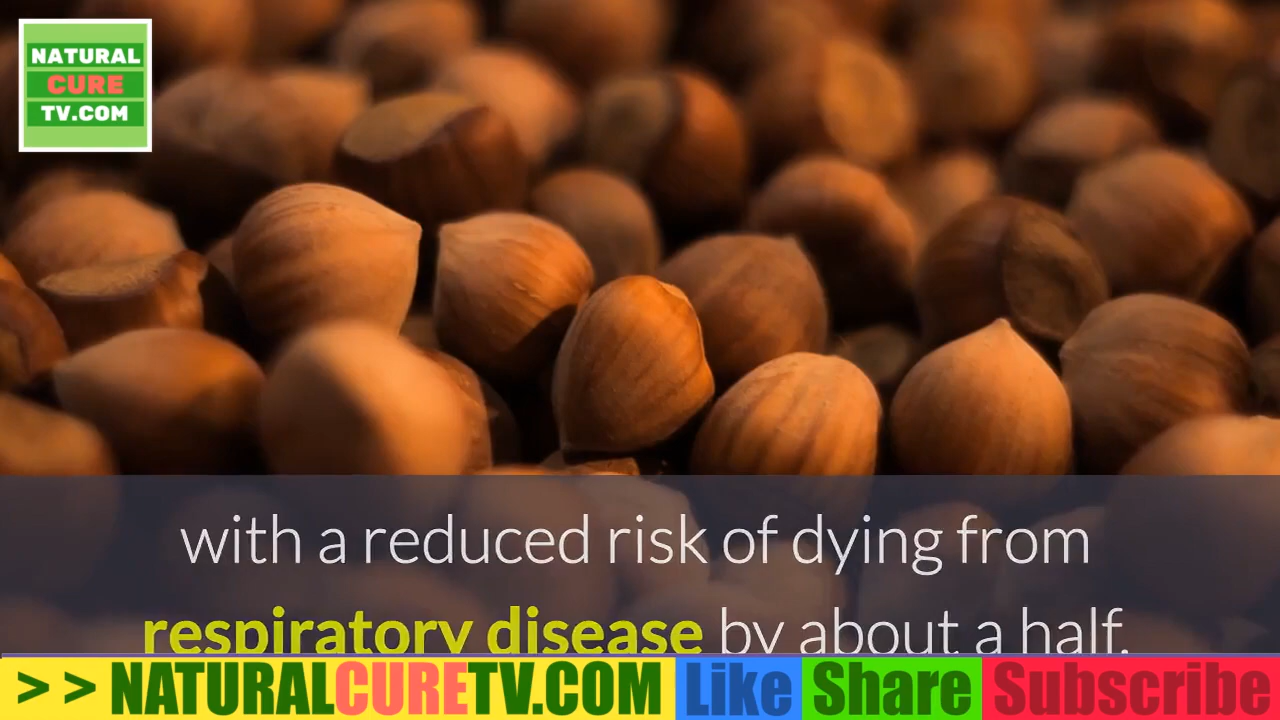 NATURAL
CURE
TV.COM
with a reduced risk of dying from
respiratory disease by about a half.
>> NATURALCURETV.COM Like Share Subscribe